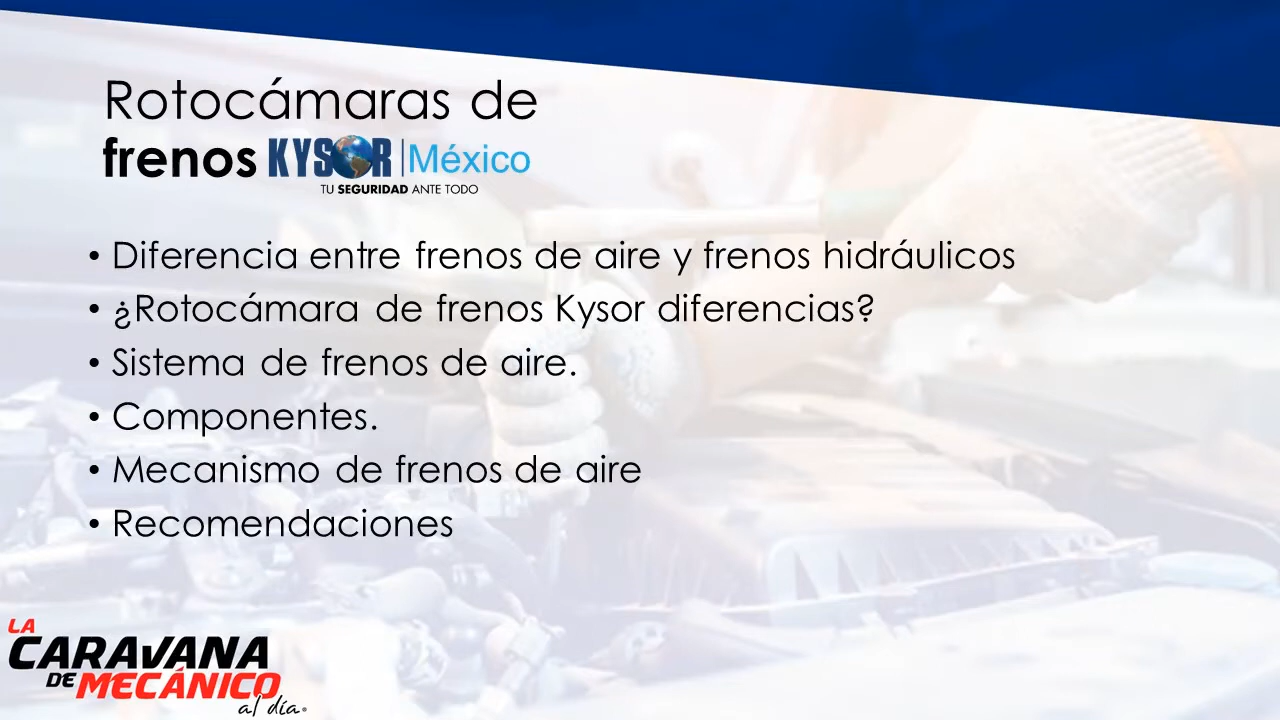 Rotocámaras de
frenos KYSOR México
TU SEGURIDAD ANTE TODO
• Diferencia entre frenos de aire y frenos hidráulicos
• ¿Rotocámara de frenos Kysor diferencias?
• Sistema de frenos de aire.
• Componentes.
• Mecanismo de frenos de aire
• Recomendaciones
LA
CARAVANA
DE MECÁNICO
al día.